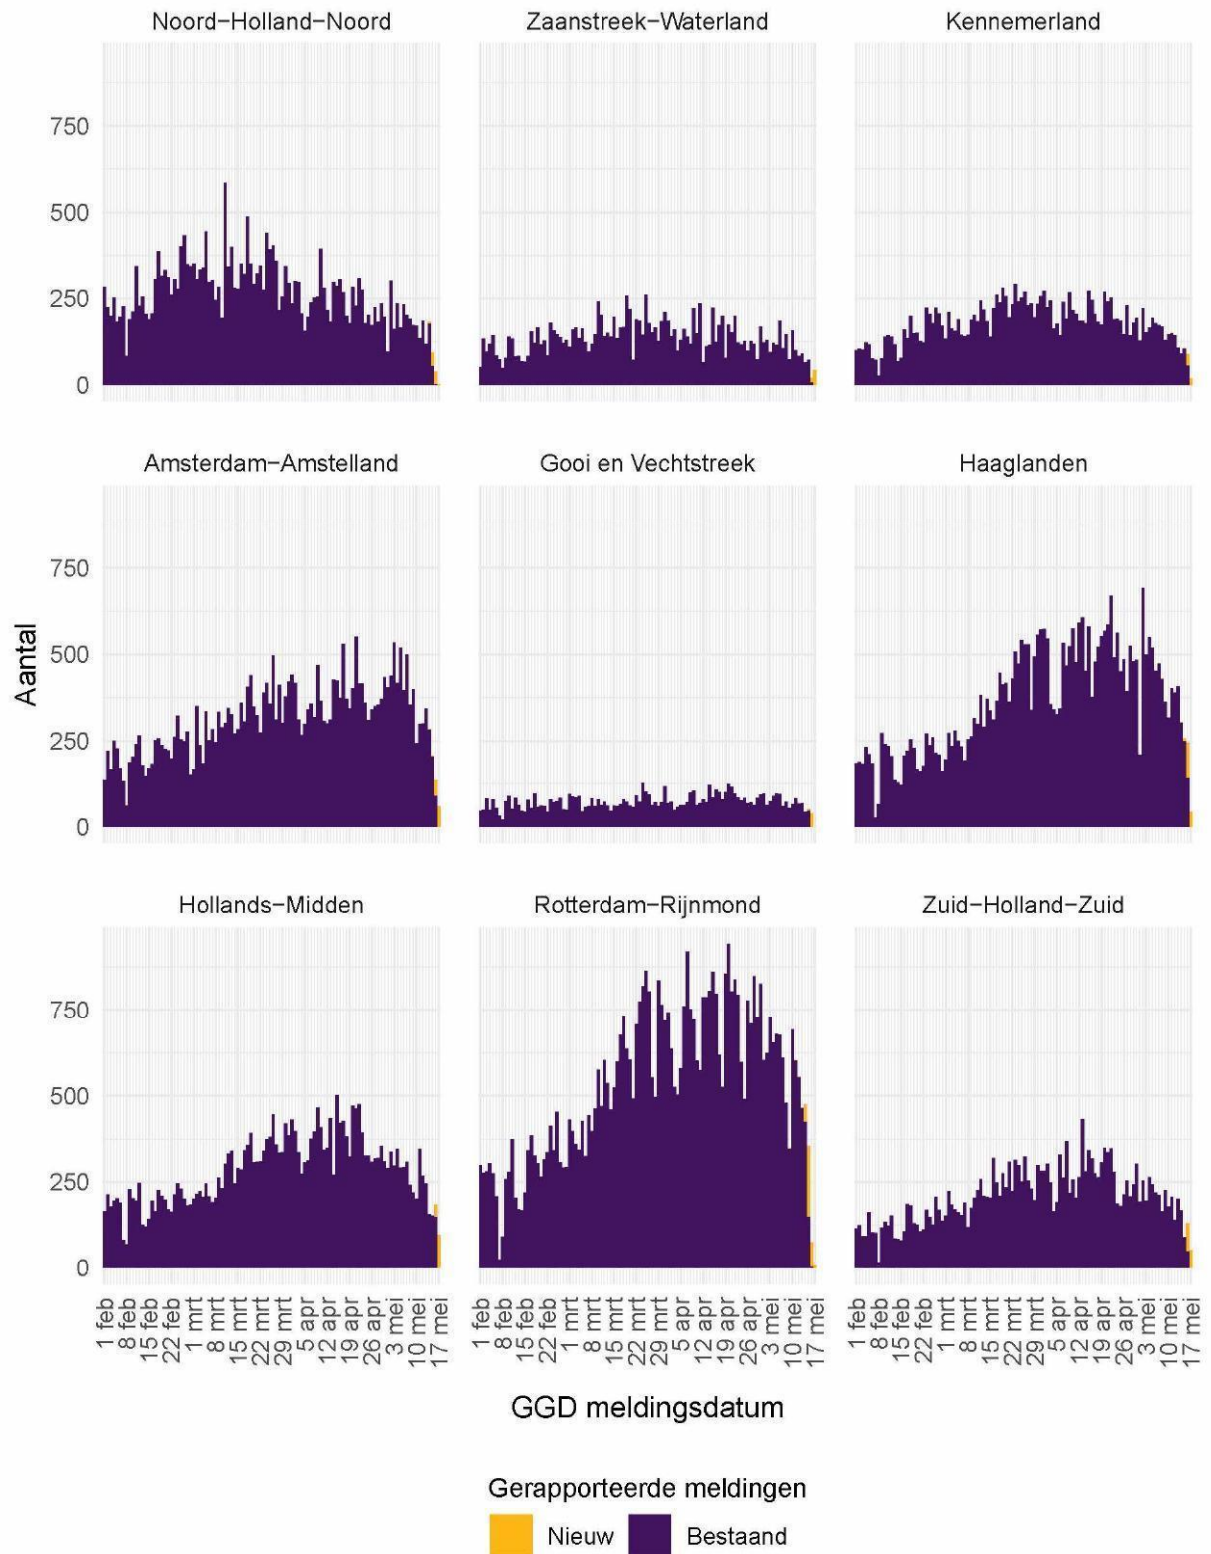 Noord-Holland-Noord
Zaanstreek-Waterland
Kennemerland
750
500
250
0
Amsterdam-Amstelland
Gooi en Vechtstreek
Haaglanden
Aantal
750
500
250
0
Hollands-Midden
Rotterdam-Rijnmond
Zuid-Holland-Zuid
750
500
250
0
1 feb
8 feb
15 feb
22 feb
1 mrt
8 mrt
15 mrt
22 mrt
29 mrt
5 apr
12 apr
19 apr
26 apr
3 mei
10 mei
17 mei
1 feb
8 feb
15 feb
22 feb
1 mrt
8 mrt
15 mrt
22 mrt
29 mrt
5 apr
12 apr
19 apr
26 apr
3 mei
10 mei
17 mei
1 feb
8 feb
15 feb
22 feb
1 mrt
8 mrt
15 mrt
22 mrt
29 mrt
5 apr
12 apr
19 apr
26 apr
3 mei
10 mei
17 mei
GGD meldingsdatum
Gerapporteerde meldingen
Nieuw Bestaand